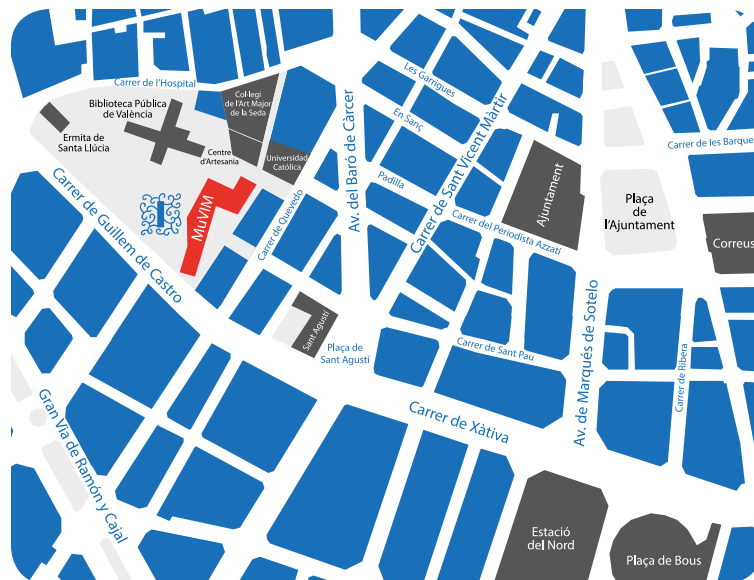 Les Garrigues
Carrer de l'Hospital
Col·legi
de l'Art Major
de la Seda
Biblioteca Pública
de València
En Sanç
Ermita de
Santa Llúcia
Centre
d'Artesania
Universidad
Católica
Carrer de les Barque
Padilla
Av. del Baró de Càrcer
Carrer de Sant Vicent Màrtir
Ajuntament
Plaça
de
l'Ajuntament
Carrer de Guillem de Castro
MuVIM
Carrer de Quevedo
Carrer del Periodista Azzati
Correus
Sant Agustí
Plaça de
Sant Agustí
Carrer de Sant Pau
Av. de Marqués de Sotelo
Carrer de Ribera
Carrer de Xàtiva
Gran Via de Ramón y Cajal
Estació
del Nord
Plaça de Bous